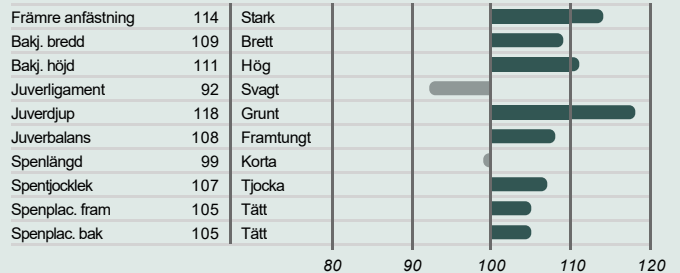 Främre anfästning 114 Stark
Bakj. bredd 109 Brett
Bakj. höjd 111 Hög
Juverligament 92 Svagt
Juverdjup 118 Grunt
Juverbalans 108 Framtungt
Spenlängd 99 Korta
Spentjocklek 107 Tjocka
Spenplac. fram 105 Tätt
Spenplac. bak 105 Tätt
80 90 100 110 120